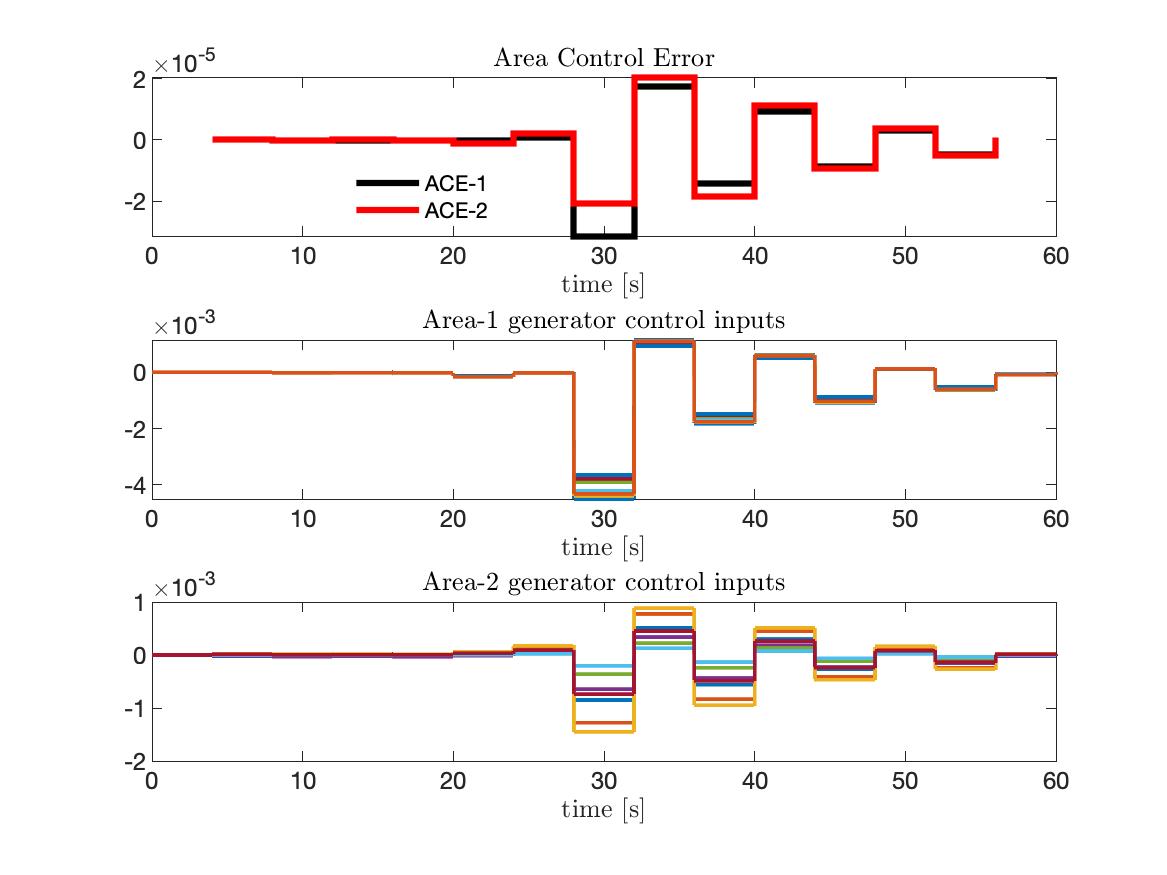 ×10-5
Area Control Error
2
0
-2
ACE-1
ACE-2
0 10 20 30 40 50 60
time [s]
×10-3
Area-1 generator control inputs
0
-2
-4
0 10 20 30 40 50 60
time [s]
×10-3
Area-2 generator control inputs
1
0
-1
-2
0 10 20 30 40 50 60
time [s]